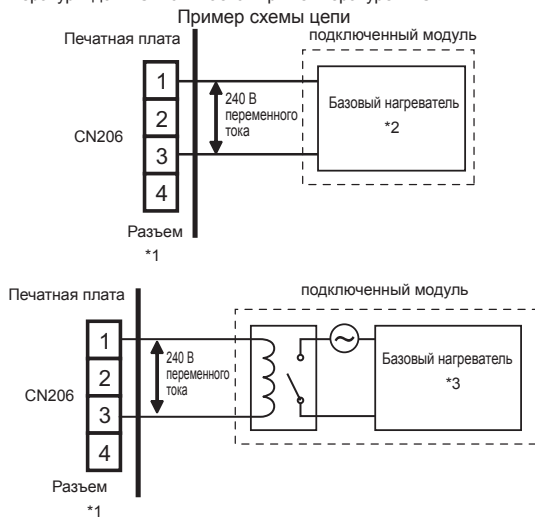 Пример схемы цепи
Печатная плата
подключенный модуль
1
2
3
4
CN206
240 В
переменного
тока
Базовый нагреватель
*2
Разъем
*1
Печатная плата
подключенный модуль
1
2
3
4
CN206
240 В
переменного
тока
Базовый нагреватель
*3
Разъем
*1